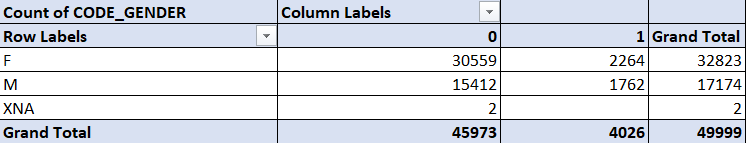 Count of CODE_GENDER Column Labels
Row Labels 0 1 Grand Total
F 30559 2264 32823
M 15412 1762 17174
XNA 2 2
Grand Total 45973 4026 49999